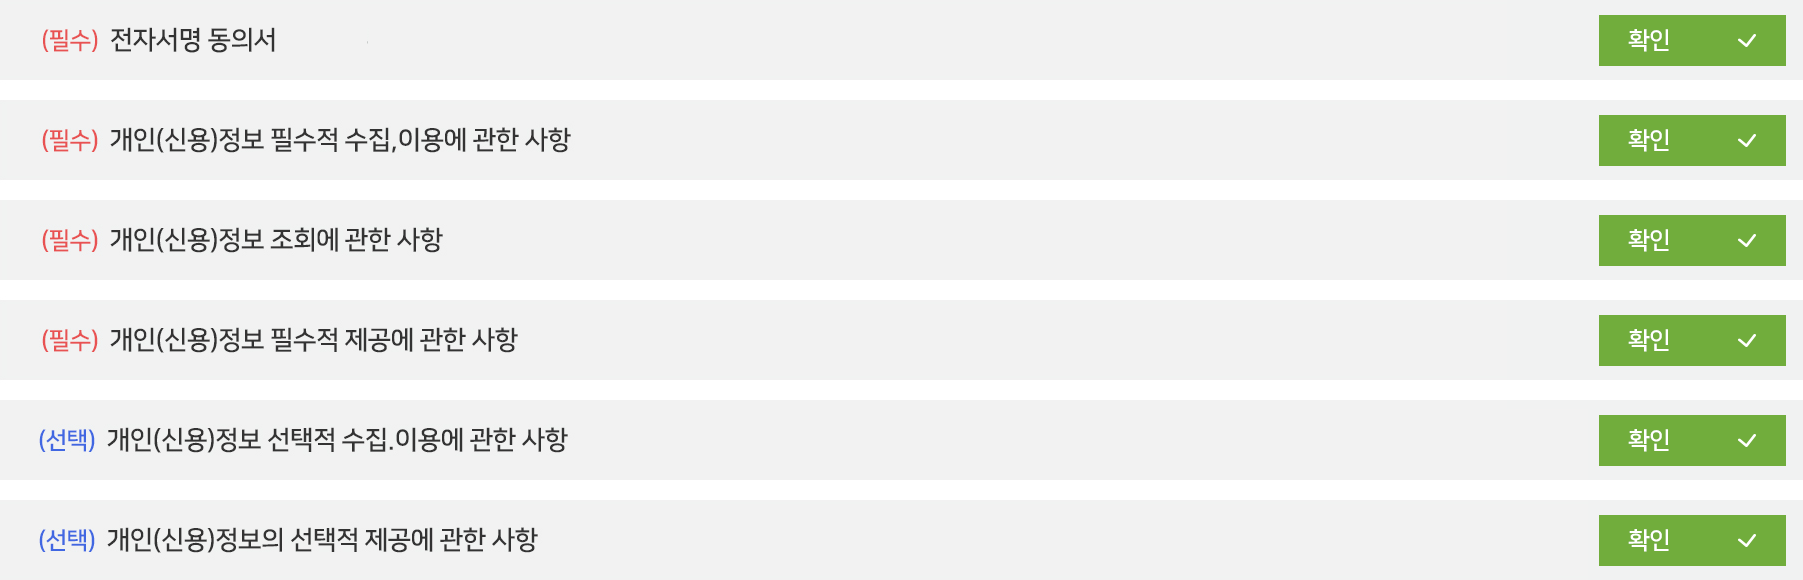 (필수) 전자서명 동의서 확인
(필수) 개인(신용)정보 필수적 수집,이용에 관한 사항 확인
(필수) 개인(신용)정보 조회에 관한 사항 확인
(필수) 개인(신용)정보 필수적 제공에 관한 사항 확인
(선택) 개인(신용)정보 선택적 수집.이용에 관한 사항 확인
(선택) 개인(신용)정보의 선택적 제공에 관한 사항 확인